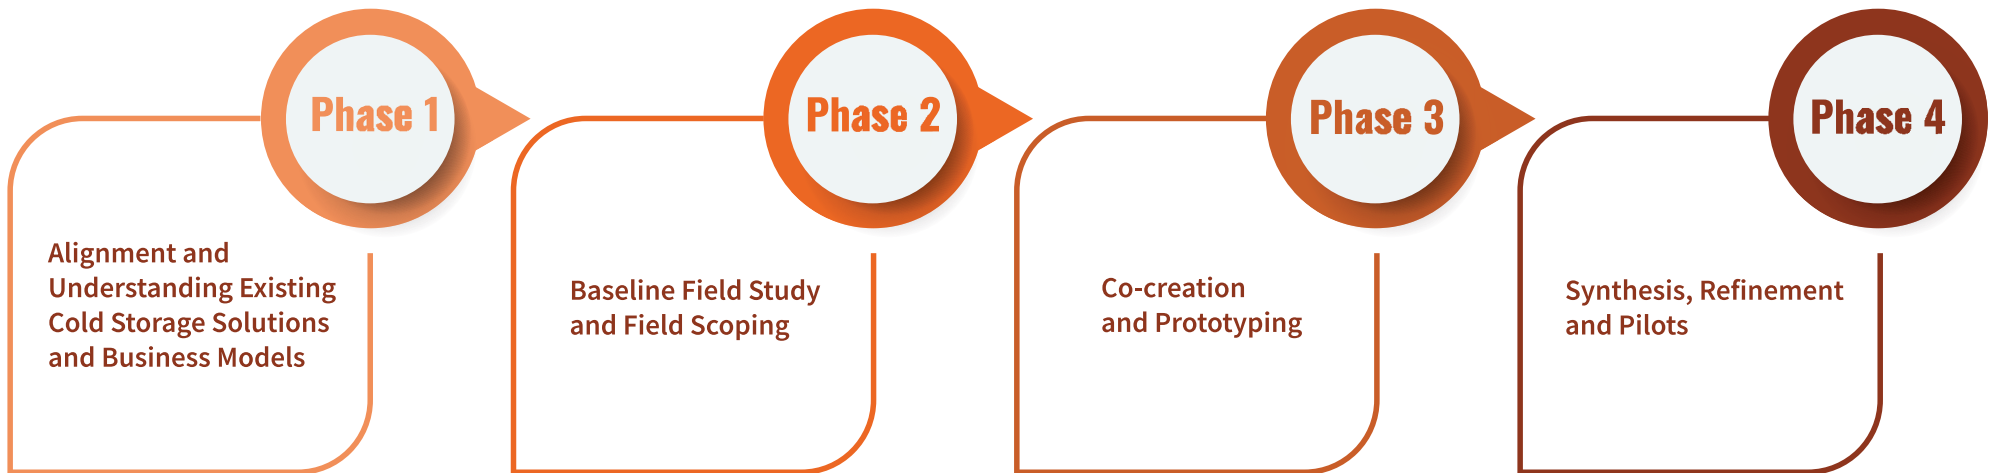 Phase 1
Alignment and
Understanding Existing
Cold Storage Solutions
and Business Models
Phase 2
Baseline Field Study
and Field Scoping
Phase 3
Co-creation
and Prototyping
Phase 4
Synthesis, Refinement
and Pilots